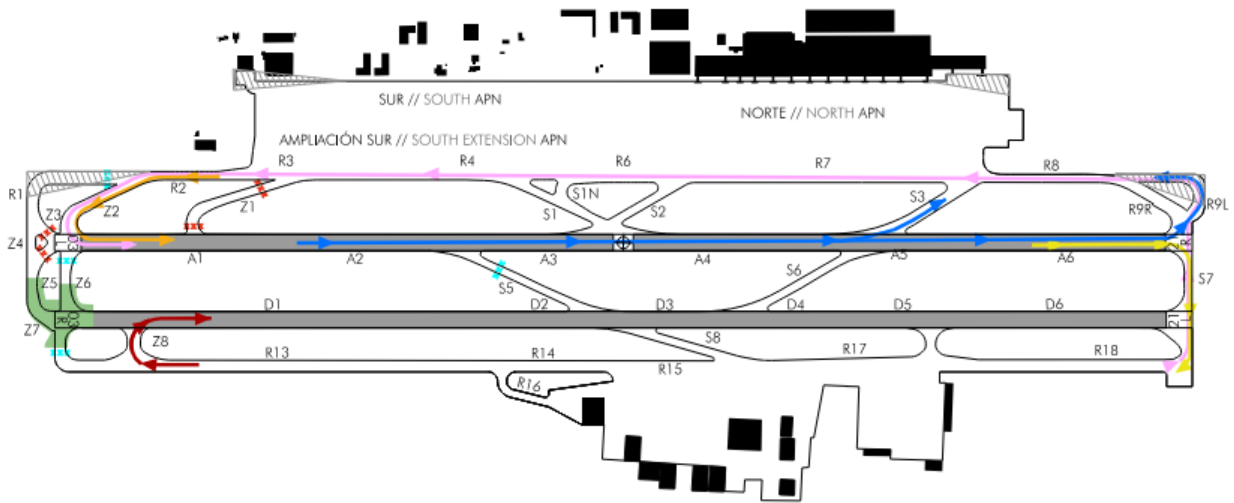 SUR // SOUTH APN
NORTE // NORTH APN
AMPLIACIÓN SUR // SOUTH EXTENSION APN
R3
R4
R6
R7
R8
R1
R2
Z3
Z2
Z1
S1N
S1
S2
S3
R9R
R9L
Z4
03
L
21
R
A1
A2
A3
A4
A5
A6
Z5
Z6
S5
S6
S7
D1
D2
D3
D4
D5
D6
Z7
03
R
21
L
Z8
R13
R14
R15
S8
R17
R18
R16